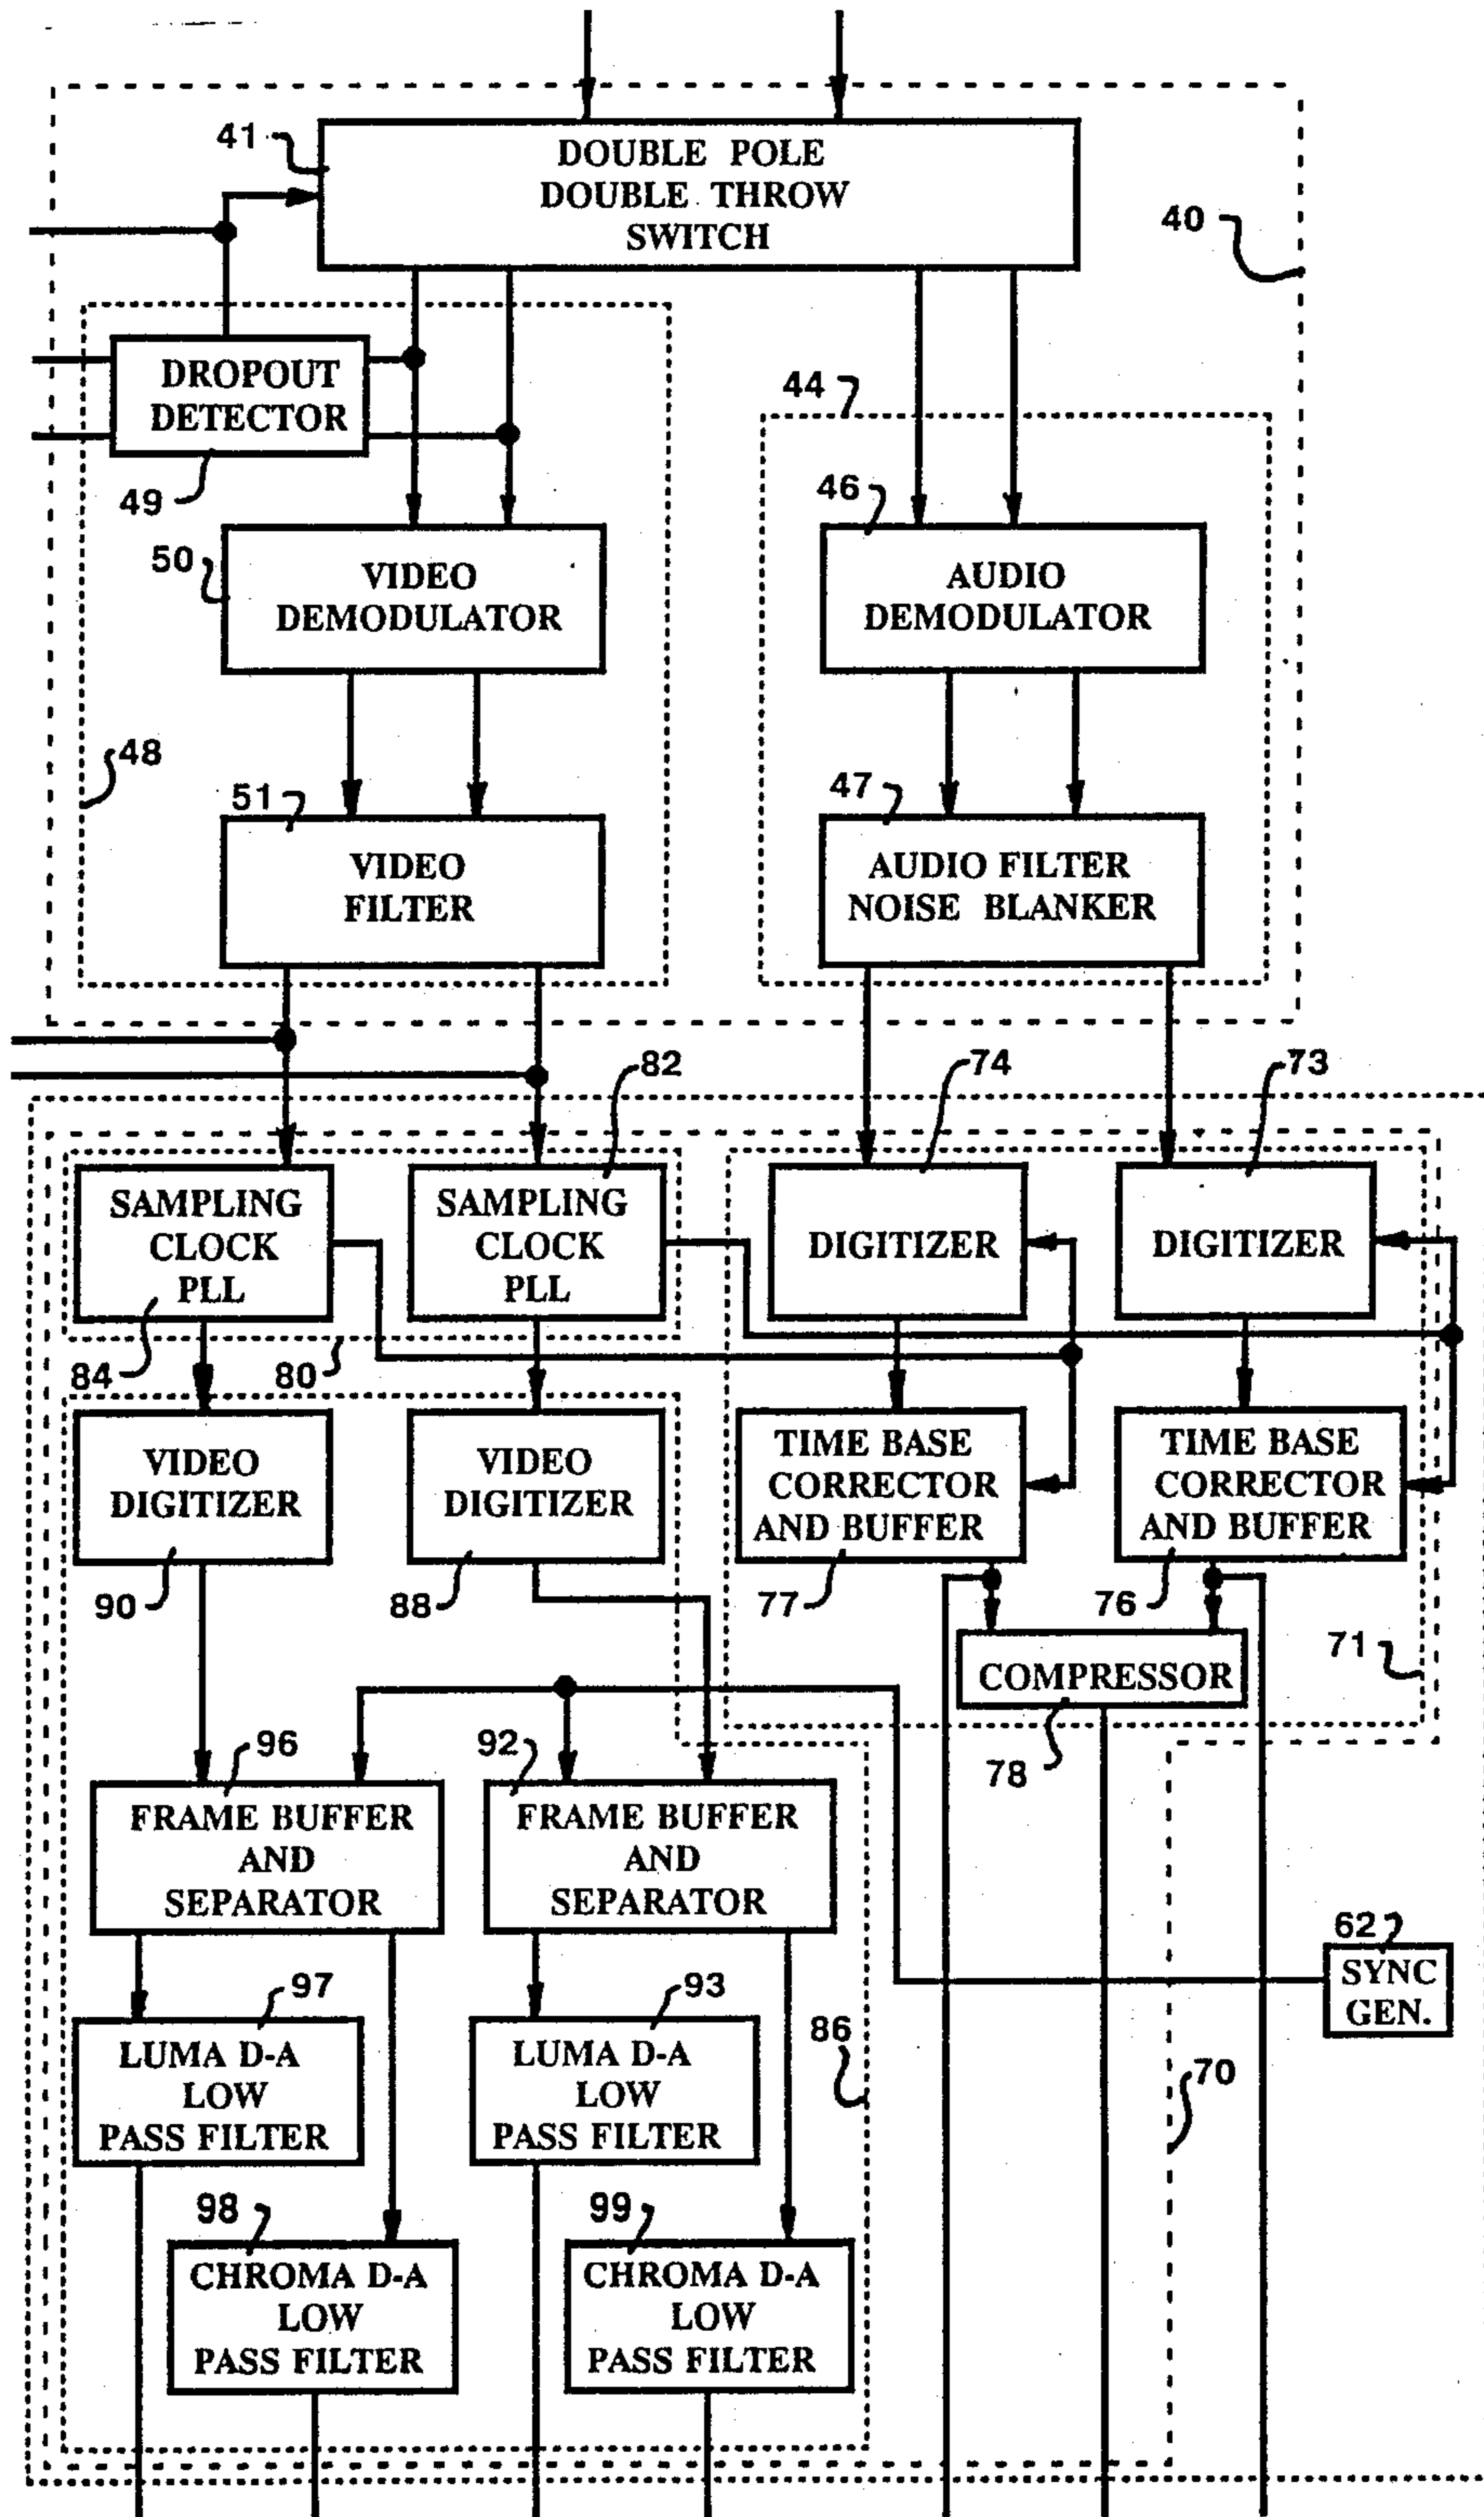 41
DOUBLE POLE
DOUBLE THROW
SWITCH
40
DROPOUT
DETECTOR
49
44
46
50
VIDEO
DEMODULATOR
AUDIO
DEMODULATOR
48
51
47
VIDEO
FILTER
AUDIO FILTER
NOISE BLANKER
82
74
73
SAMPLING
CLOCK
PLL
SAMPLING
CLOCK
PLL
DIGITIZER
DIGITIZER
84
80
VIDEO
DIGITIZER
VIDEO
DIGITIZER
TIME BASE
CORRECTOR
AND BUFFER
TIME BASE
CORRECTOR
AND BUFFER
90
88
77
76
71
COMPRESSOR
78
96
92
FRAME BUFFER
AND
SEPARATOR
FRAME BUFFER
AND
SEPARATOR
62
SYNC
GEN.
97
93
86
70
LUMA D-A
LOW
PASS FILTER
LUMA D-A
LOW
PASS FILTER
98
99
CHROMA D-A
LOW
PASS FILTER
CHROMA D-A
LOW
PASS FILTER